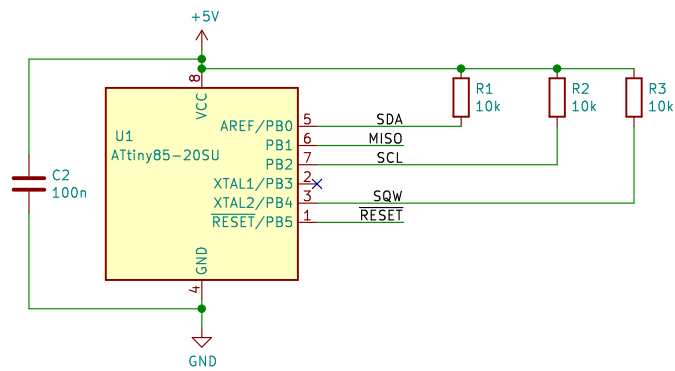 +5V
8
VCC
U1
ATtiny85-20SU
AREF/PB0
5
SDA
PB1
6
MISO
PB2
7
SCL
XTAL1/PB3
2
XTAL2/PB4
3
SQW
RESET/PB5
1
RESET
R1
10k
R2
10k
R3
10k
C2
100n
GND
4
GND